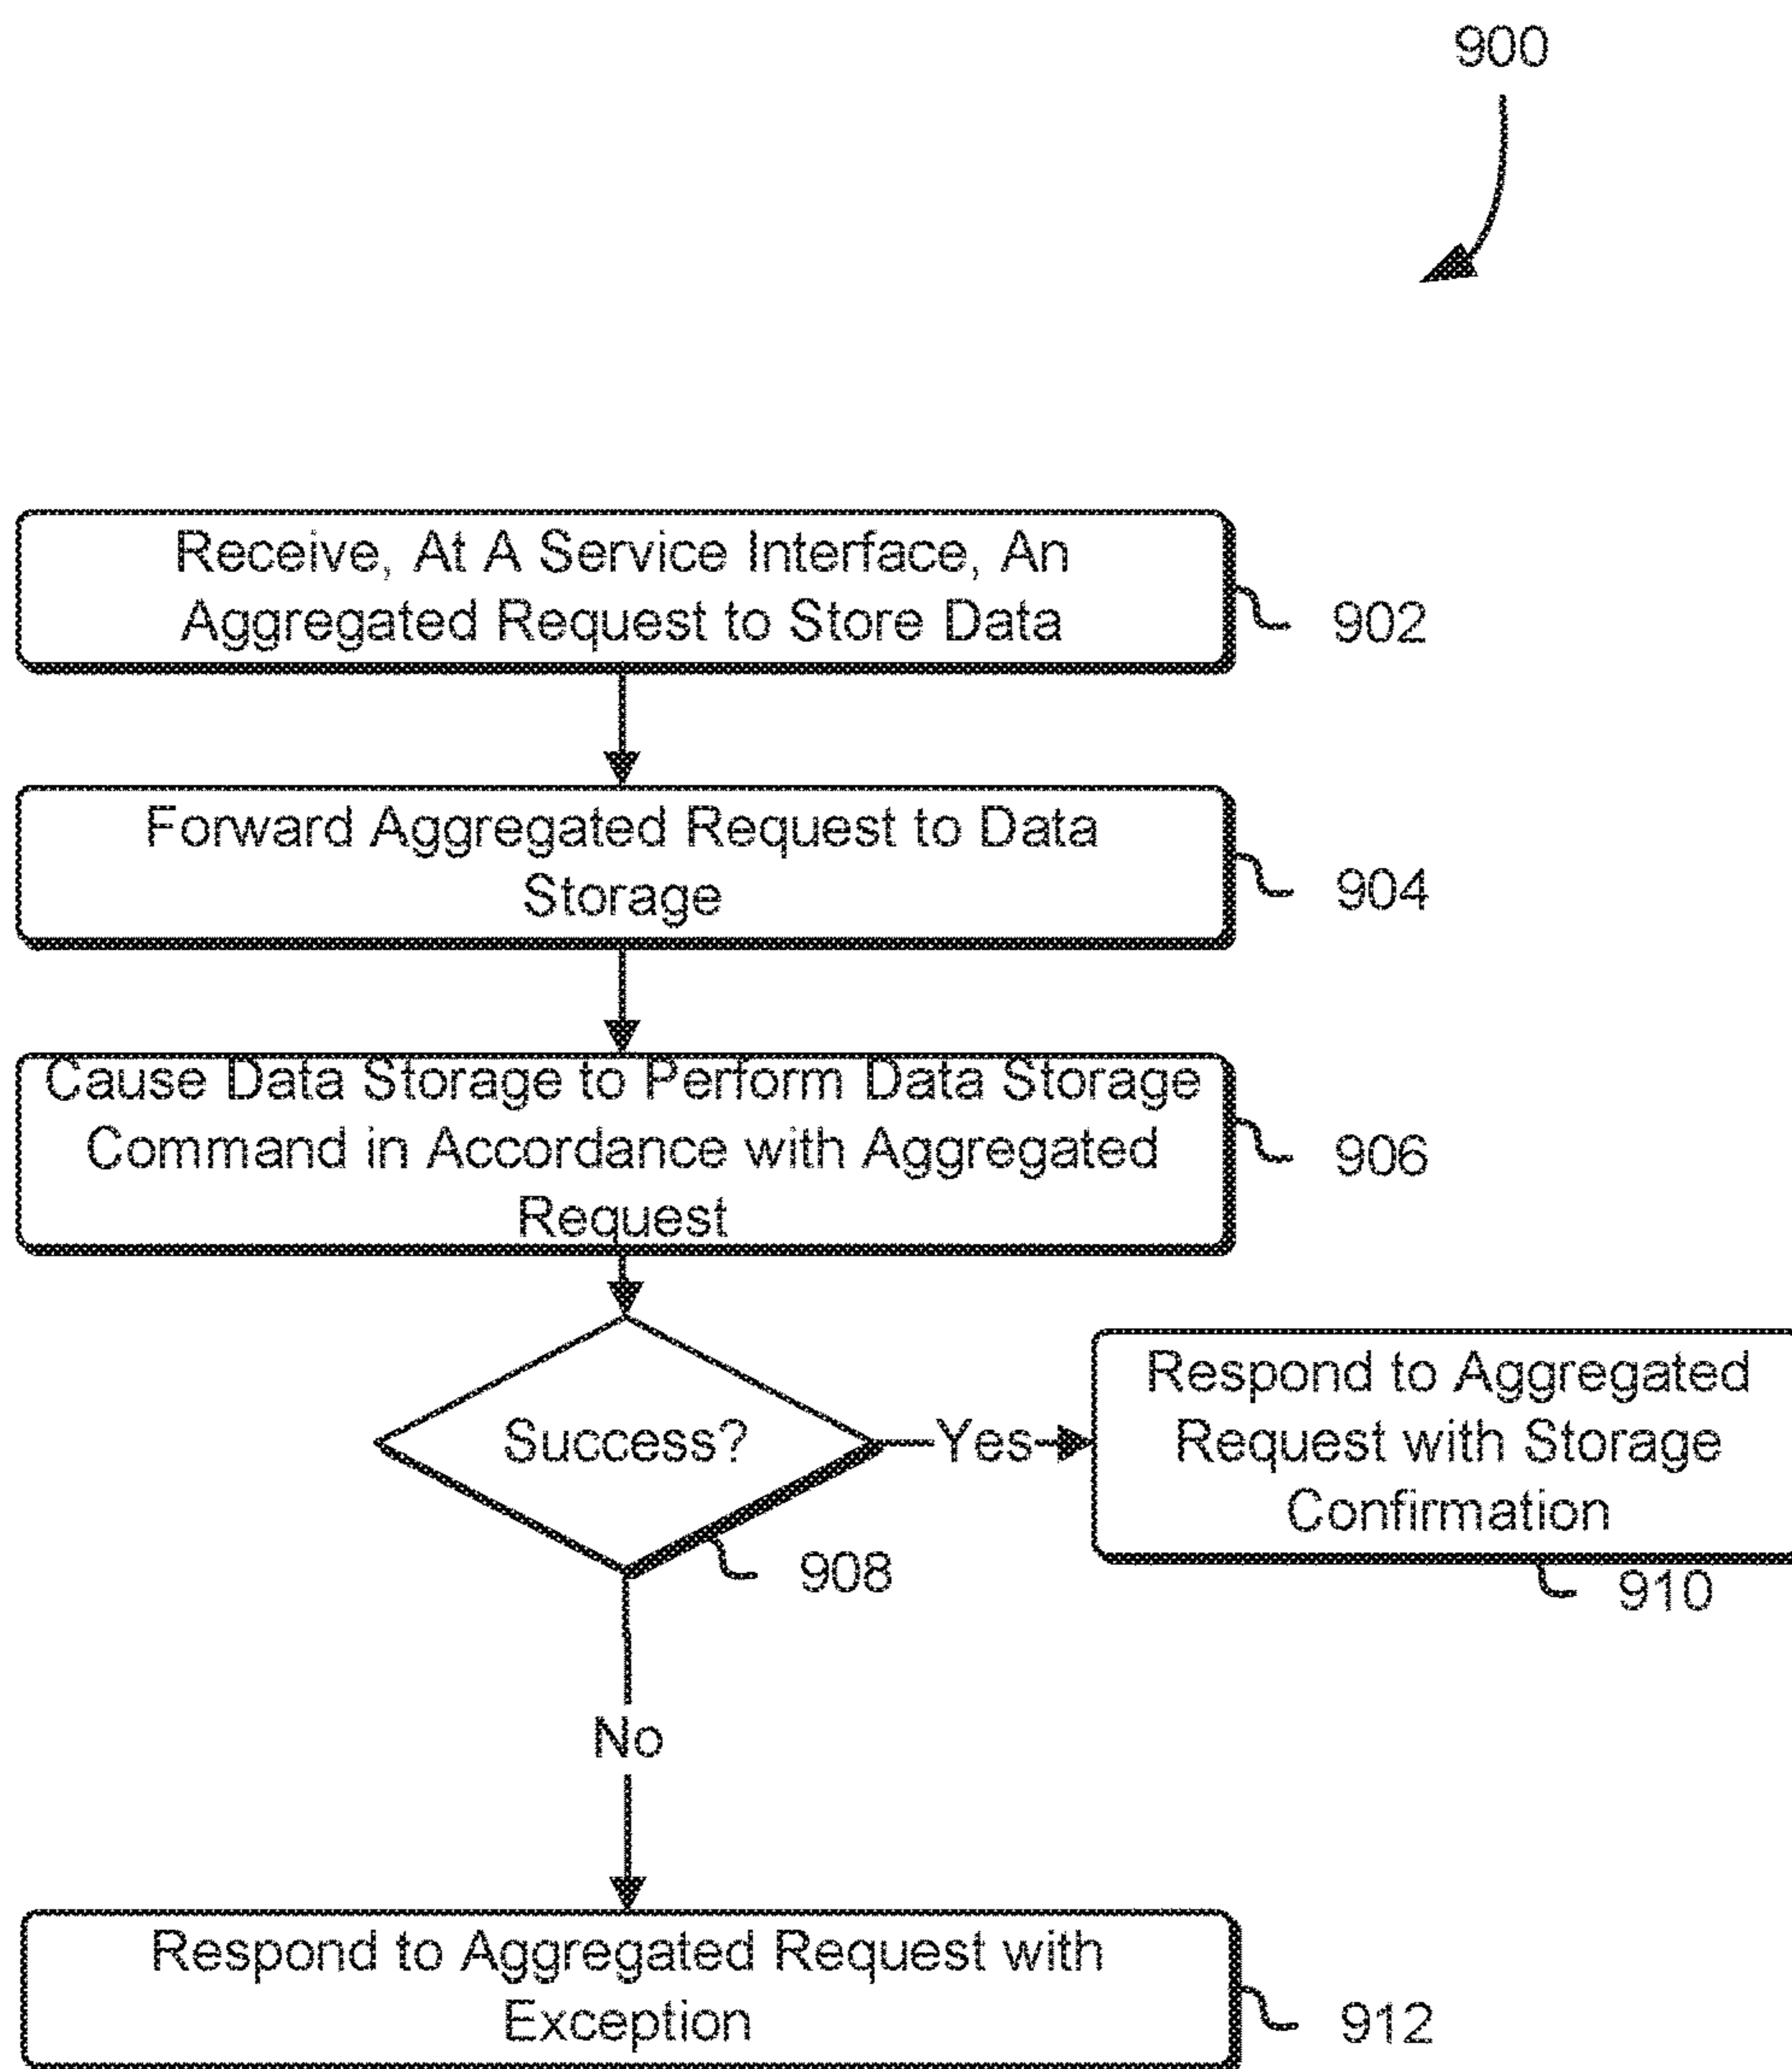 900
Receive, At A Service Interface, An
Aggregated Request to Store Data
902
Forward Aggregated Request to Data
Storage
904
Cause Data Storage to Perform Data Storage
Command in Accordance with Aggregated
Request
906
Success?
Yes
908
Respond to Aggregated
Request with Storage
Confirmation
910
No
Respond to Aggregated Request with
Exception
912